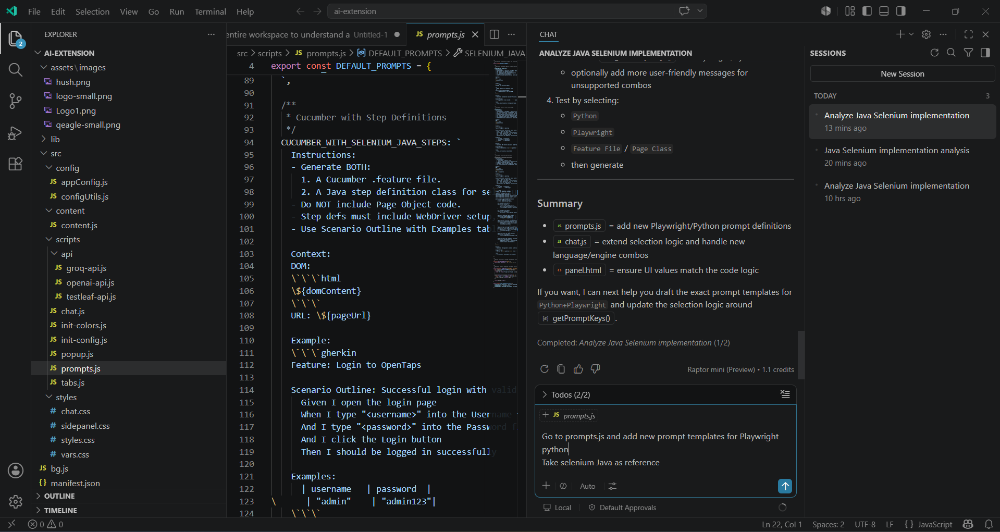 File Edit Selection View Go Run Terminal Help
ai-extension
EXPLORER
2
AI-EXTENSION
assets\images
hush.png
logo-small.png
Logo1.png
qeagle-small.png
lib
src
config
JS appConfig.js
JS configUtils.js
content
JS content.js
scripts
api
JS groq-api.js
JS openai-api.js
JS testleaf-api.js
JS chat.js
JS init-colors.js
JS init-config.js
JS popup.js
JS prompts.js
JS tabs.js
styles
# chat.css
# sidepanel.css
# styles.css
# vars.css
JS bg.js
{} manifest.json
OUTLINE
TIMELINE
entire workspace to understand a Untitled-1
JS prompts.js
src > scripts > JS prompts.js > DEFAULT_PROMPTS > SELENIUM_JAVA_
4 export const DEFAULT_PROMPTS = {
89 `,
90
91 /**
92 * Cucumber with Step Definitions
93 */
94 CUCUMBER_WITH_SELENIUM_JAVA_STEPS: `
95 Instructions:
96 - Generate BOTH:
97 1. A Cucumber .feature file.
98 2. A Java step definition class for se
99 - Do NOT include Page Object code.
100 - Step defs must include WebDriver setup
101 - Use Scenario Outline with Examples tab
102
103 Context:
104 DOM:
105 \`\`\`html
106 \${domContent}
107 \`\`\`
108 URL: \${pageUrl}
109
110 Example:
111 \`\`\`gherkin
112 Feature: Login to OpenTaps
113
114 Scenario Outline: Successful login with valid
115 Given I open the login page
116 When I type "<username>" into the Username
117 And I type "<password>" into the Password f
118 And I click the Login button
119 Then I should be logged in successfully
120
121 Examples:
122 | username | password |
123 \ | "admin" | "admin123"|
124 \`\`\`
CHAT
ANALYZE JAVA SELENIUM IMPLEMENTATION
optionally add more user-friendly messages for
unsupported combos
4. Test by selecting:
Python
Playwright
Feature File / Page Class
then generate
Summary
JS prompts.js = add new Playwright/Python prompt definitions
JS chat.js = extend selection logic and handle new
language/engine combos
<> panel.html = ensure UI values match the code logic
If you want, I can next help you draft the exact prompt templates for
Python+Playwright and update the selection logic around
getPromptKeys() .
Completed: Analyze Java Selenium implementation (1/2)
Raptor mini (Preview) • 1.1 credits
Todos (2/2)
+ JS prompts.js
Go to prompts.js and add new prompt templates for Playwright
python
Take selenium Java as reference
Auto
Local
Default Approvals
SESSIONS
New Session
TODAY 3
Analyze Java Selenium implementation
13 mins ago
Java Selenium implementation analysis
20 mins ago
Analyze Java Selenium implementation
10 hrs ago
0 0
Ln 22, Col 1 Spaces: 2 UTF-8 LF {} JavaScript